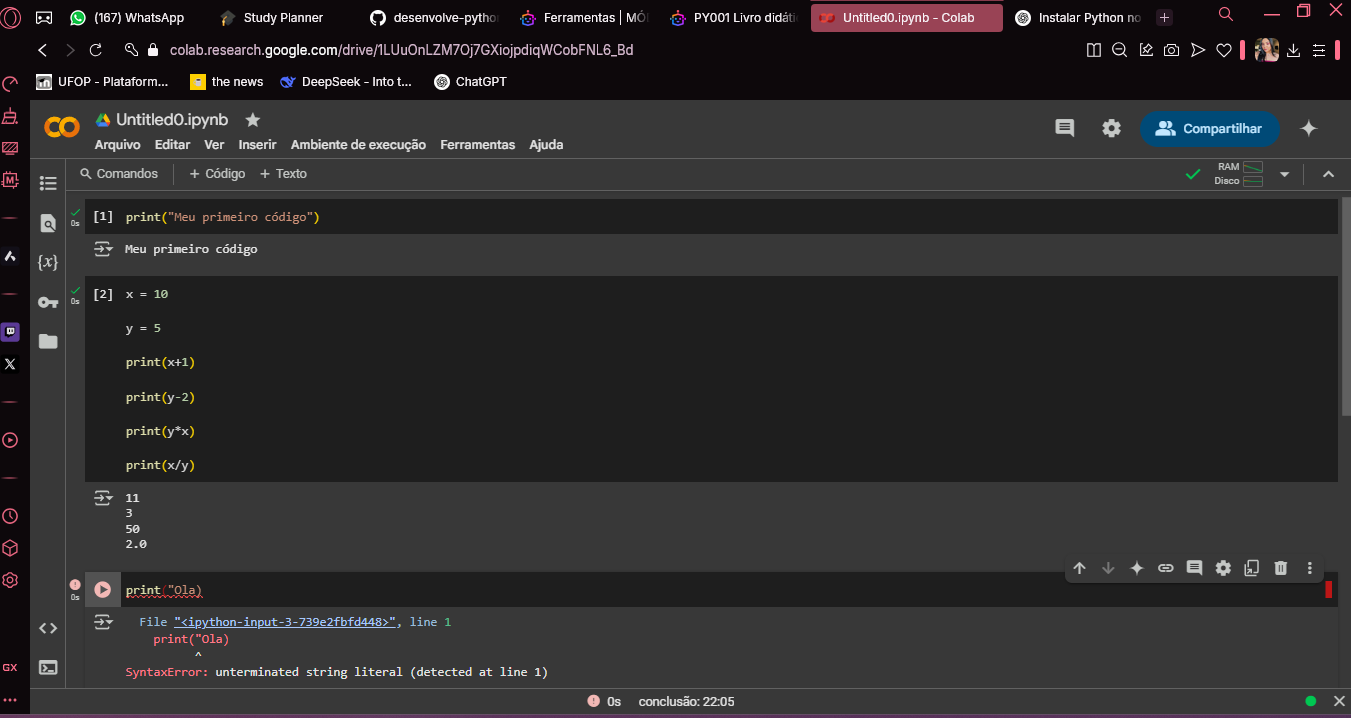 (167) WhatsApp
Study Planner
desenvolve-python
Ferramentas | MÓ
PY001 Livro didáti
Untitled0.ipynb - Colab
Instalar Python no
colab.research.google.com/drive/1LUuOnLZM7Oj7GXiojpdiqWCobFNL6_Bd
UFOP - Plataform...
the news
DeepSeek - Into t...
ChatGPT
Untitled0.ipynb
Arquivo Editar Ver Inserir Ambiente de execução Ferramentas Ajuda
Compartilhar
Comandos + Código + Texto
RAM
Disco
0s
[1] print("Meu primeiro código")
Meu primeiro código
0s
[2] x = 10
y = 5
print(x+1)
print(y-2)
print(y*x)
print(x/y)
11
3
50
2.0
0s
print("Ola)
File "<ipython-input-3-739e2fbfd448>", line 1
print("Ola)
^
SyntaxError: unterminated string literal (detected at line 1)
GX
0s conclusão: 22:05